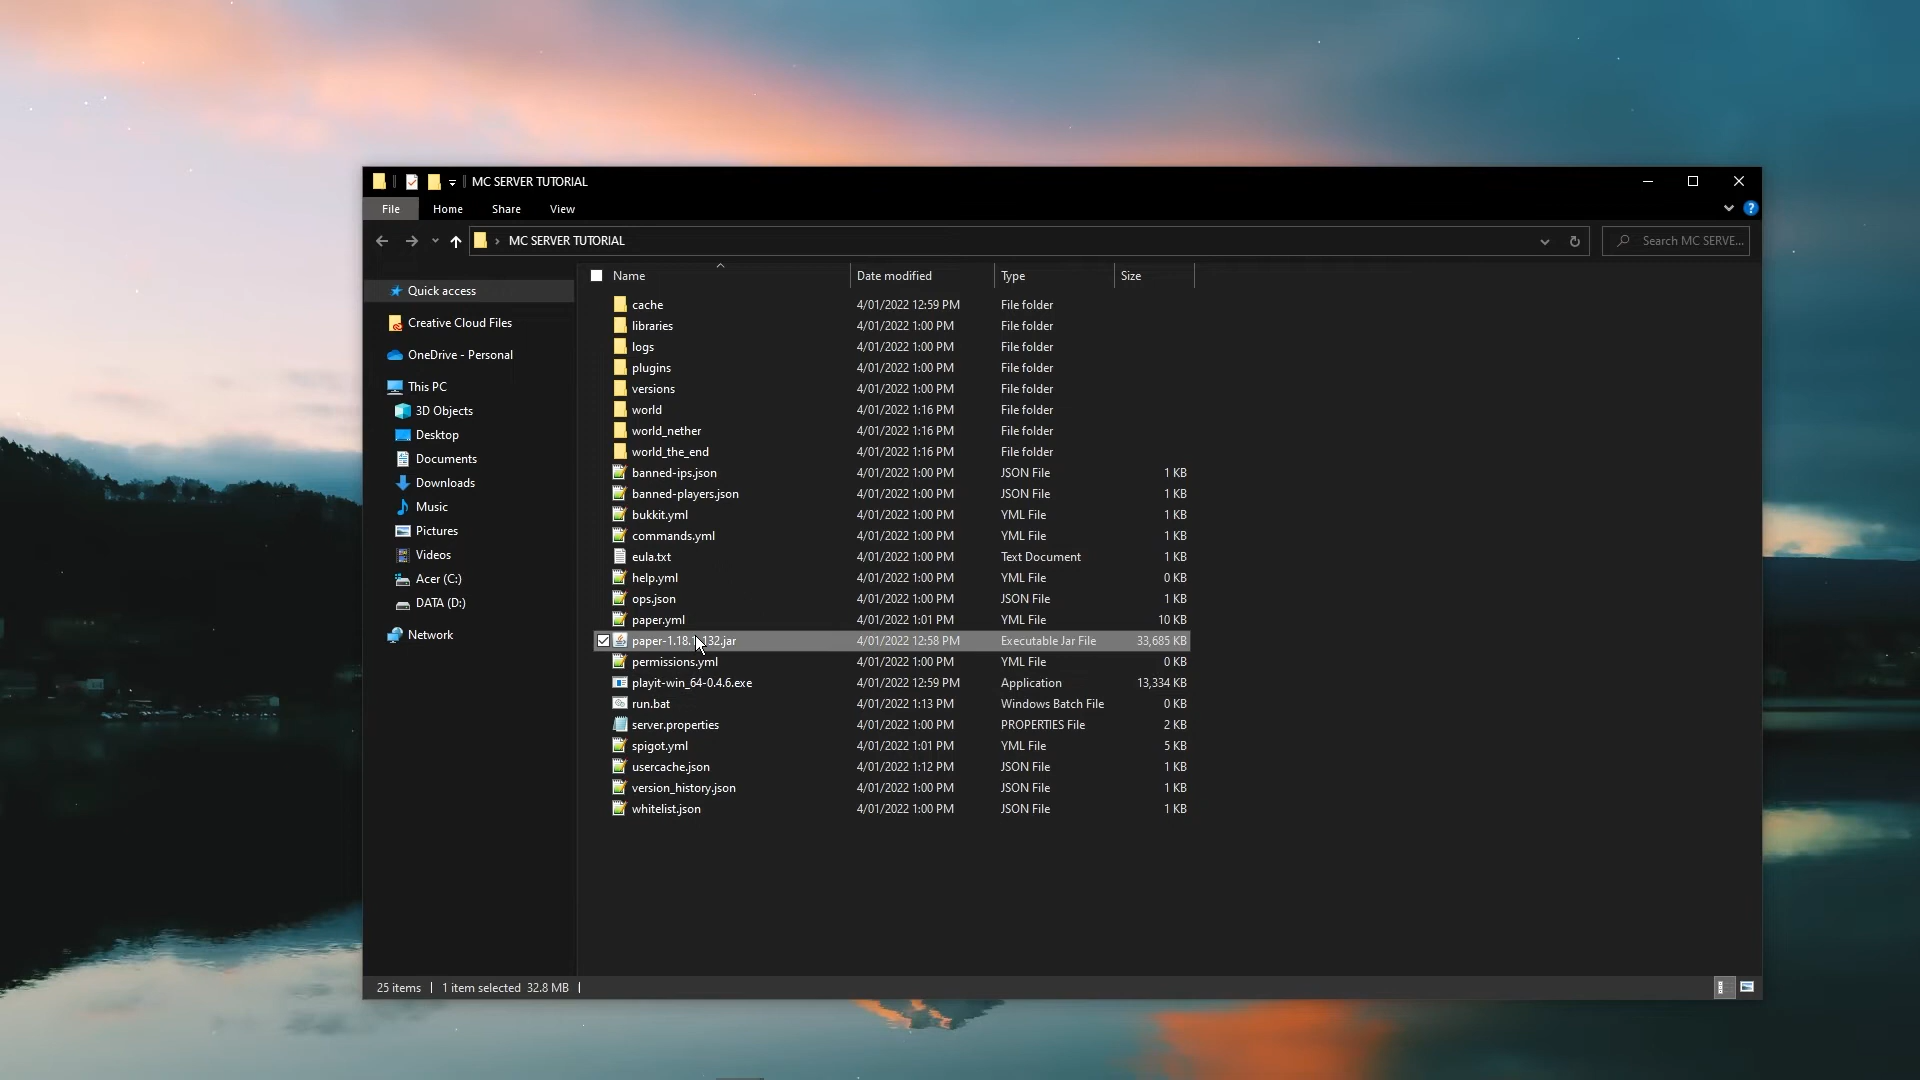 MC SERVER TUTORIAL
File Home Share View
MC SERVER TUTORIAL Search MC SERVE...
Name Date modified Type Size
Quick access
Creative Cloud Files
OneDrive - Personal
This PC
3D Objects
Desktop
Documents
Downloads
Music
Pictures
Videos
Acer (C:)
DATA (D:)
Network
cache 4/01/2022 12:59 PM File folder
libraries 4/01/2022 1:00 PM File folder
logs 4/01/2022 1:00 PM File folder
plugins 4/01/2022 1:00 PM File folder
versions 4/01/2022 1:00 PM File folder
world 4/01/2022 1:16 PM File folder
world_nether 4/01/2022 1:16 PM File folder
world_the_end 4/01/2022 1:16 PM File folder
banned-ips.json 4/01/2022 1:00 PM JSON File 1 KB
banned-players.json 4/01/2022 1:00 PM JSON File 1 KB
bukkit.yml 4/01/2022 1:00 PM YML File 1 KB
commands.yml 4/01/2022 1:00 PM YML File 1 KB
eula.txt 4/01/2022 1:00 PM Text Document 1 KB
help.yml 4/01/2022 1:00 PM YML File 0 KB
ops.json 4/01/2022 1:00 PM JSON File 1 KB
paper.yml 4/01/2022 1:01 PM YML File 10 KB
4/01/2022 12:58 PM Executable Jar File 33,685 KB
permissions.yml 4/01/2022 1:00 PM YML File 0 KB
playit-win_64-0.4.6.exe 4/01/2022 12:59 PM Application 13,334 KB
run.bat 4/01/2022 1:13 PM Windows Batch File 0 KB
server.properties 4/01/2022 1:00 PM PROPERTIES File 2 KB
spigot.yml 4/01/2022 1:01 PM YML File 5 KB
usercache.json 4/01/2022 1:12 PM JSON File 1 KB
version_history.json 4/01/2022 1:00 PM JSON File 1 KB
whitelist.json 4/01/2022 1:00 PM JSON File 1 KB
25 items 1 item selected 32.8 MB